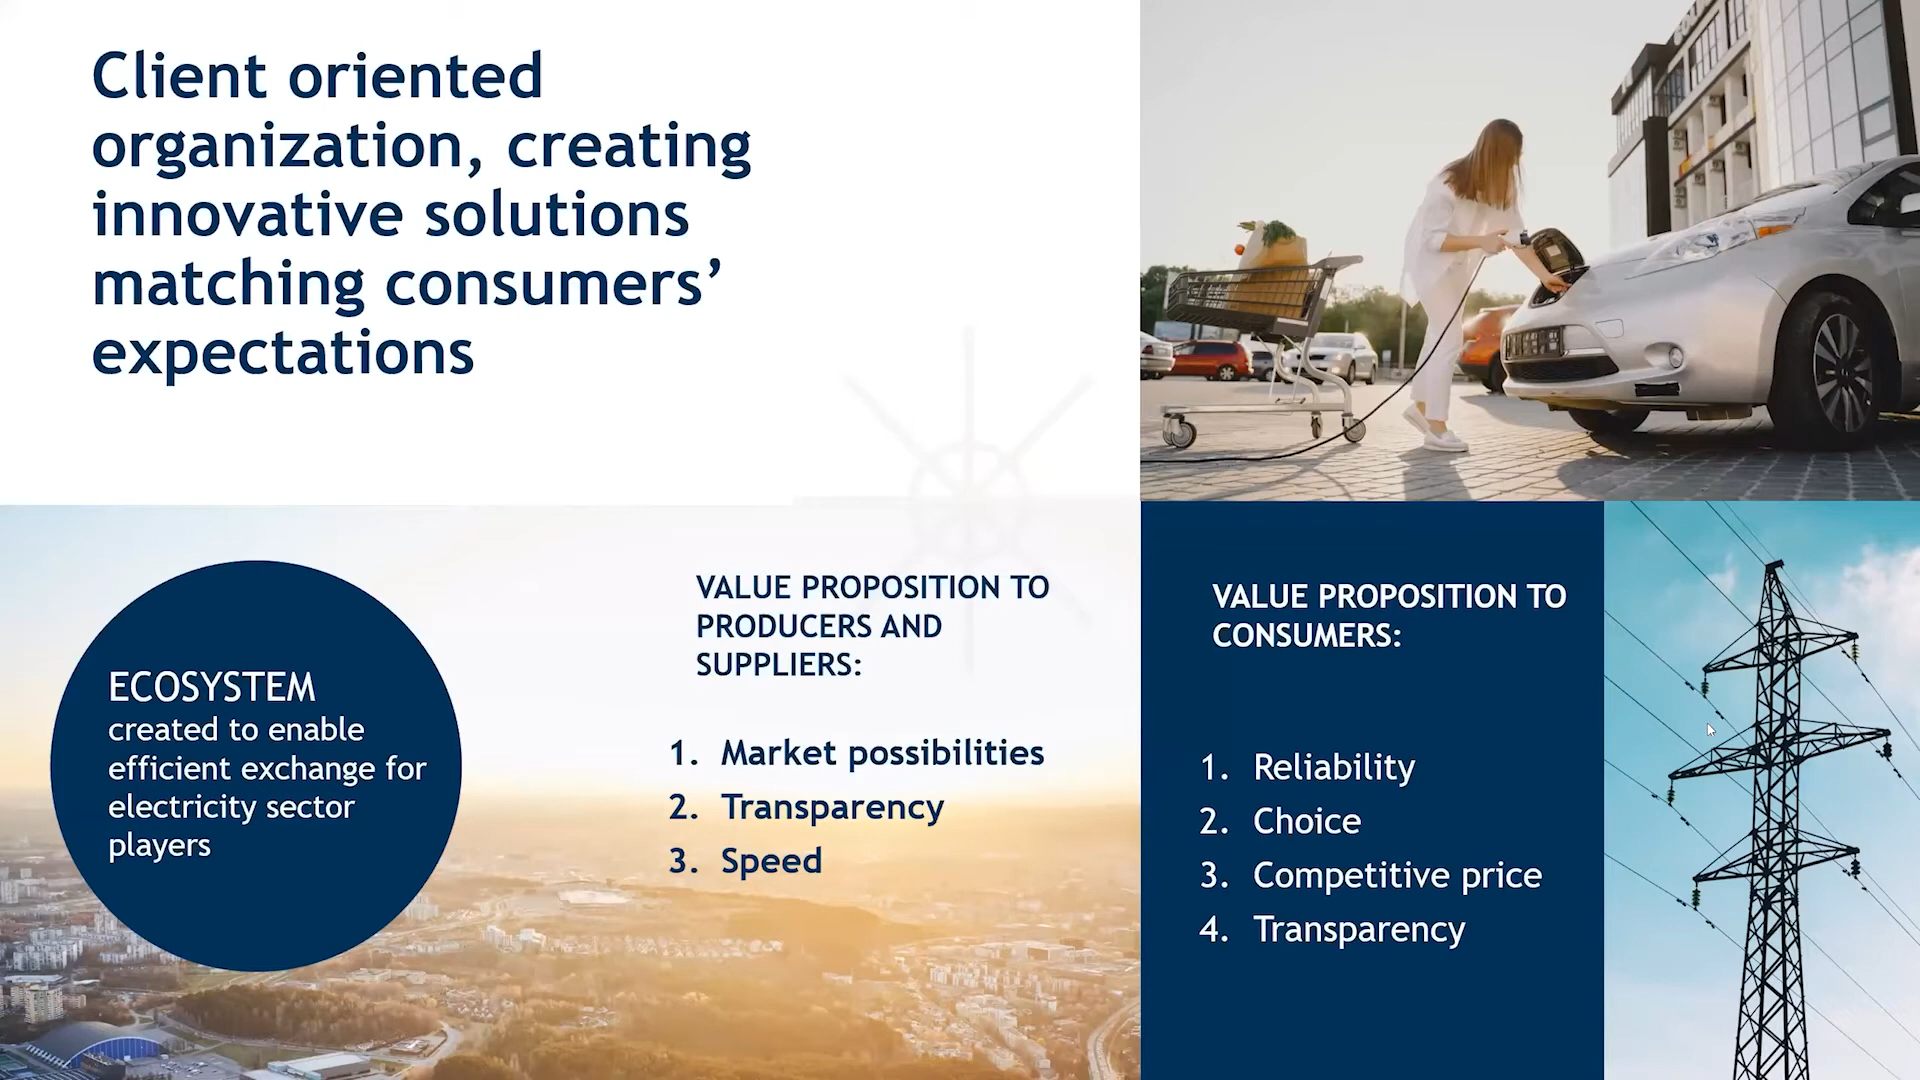 Client oriented
organization, creating
innovative solutions
matching consumers’
expectations
ECOSYSTEM
created to enable
efficient exchange for
electricity sector
players
VALUE PROPOSITION TO
PRODUCERS AND
SUPPLIERS:
1. Market possibilities
2. Transparency
3. Speed
VALUE PROPOSITION TO
CONSUMERS:
1. Reliability
2. Choice
3. Competitive price
4. Transparency